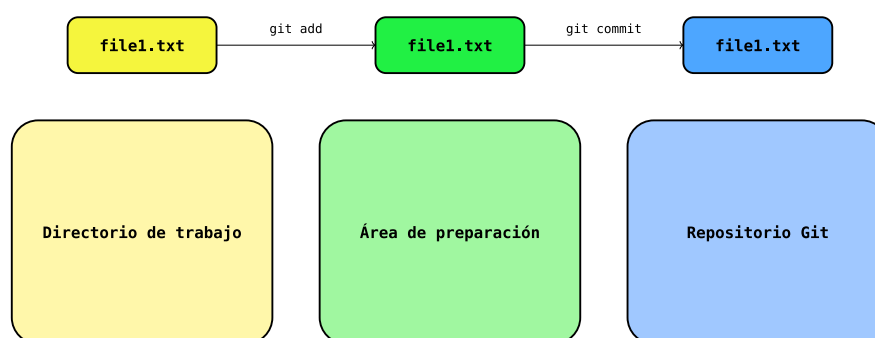 git add
git commit
file1.txt
file1.txt
file1.txt
Directorio de trabajo
Área de preparación
Repositorio Git